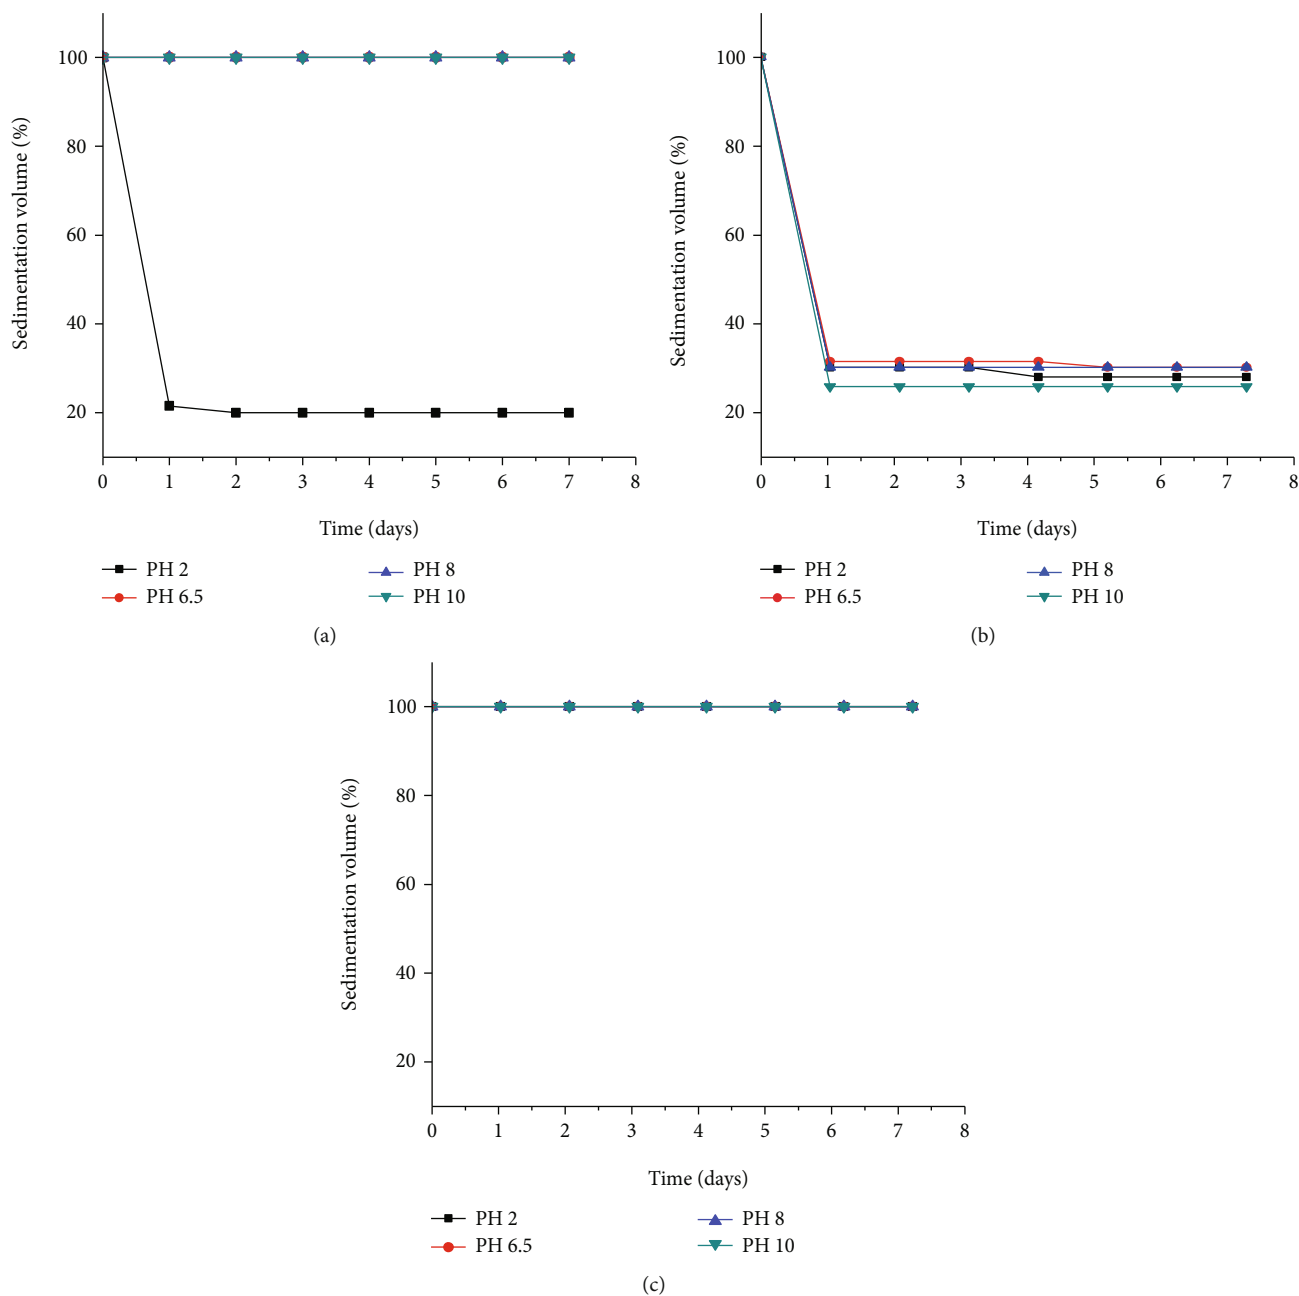 100
80
60
40
20
Sedimentation volume (%)
0 1 2 3 4 5 6 7 8
Time (days)
PH 2
PH 8
PH 6.5
PH 10
(a)
100
80
60
40
20
Sedimentation volume (%)
0 1 2 3 4 5 6 7 8
Time (days)
PH 2
PH 8
PH 6.5
PH 10
(b)
100
80
60
40
20
Sedimentation volume (%)
0 1 2 3 4 5 6 7 8
Time (days)
PH 2
PH 8
PH 6.5
PH 10
(c)